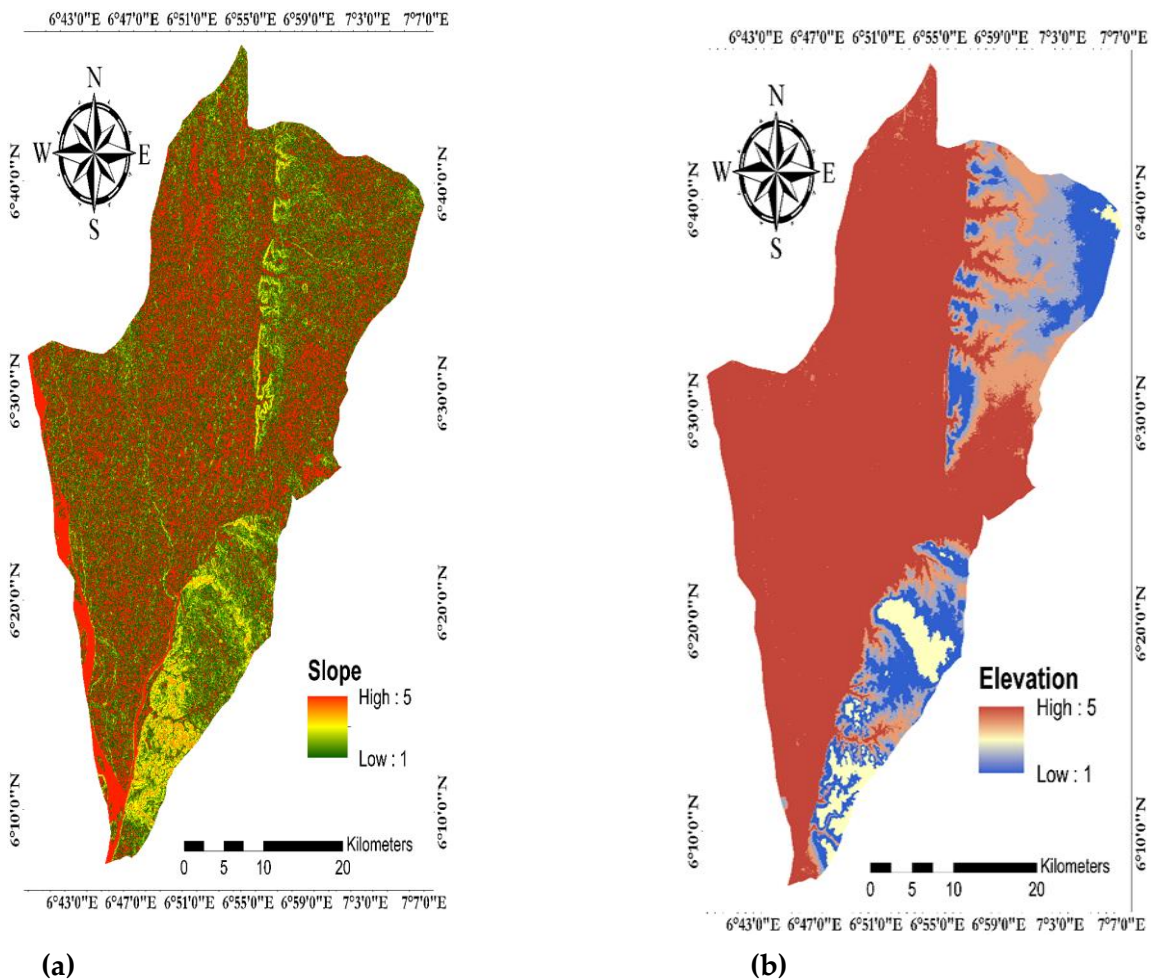 6°43'0"E 6°47'0"E 6°51'0"E 6°55'0"E 6°59'0"E 7°3'0"E 7°7'0"E
N
W E
S
6°40'0"N 6°40'0"N
6°30'0"N 6°30'0"N
6°20'0"N 6°20'0"N
6°10'0"N 6°10'0"N
Slope
High : 5
Low : 1
Kilometers
0 5 10 20
6°43'0"E 6°47'0"E 6°51'0"E 6°55'0"E 6°59'0"E 7°3'0"E 7°7'0"E
(a)
6°43'0"E 6°47'0"E 6°51'0"E 6°55'0"E 6°59'0"E 7°3'0"E 7°7'0"E
N
W E
S
6°40'0"N 6°40'0"N
6°30'0"N 6°30'0"N
6°20'0"N 6°20'0"N
6°10'0"N 6°10'0"N
Elevation
High : 5
Low : 1
Kilometers
0 5 10 20
6°43'0"E 6°47'0"E 6°51'0"E 6°55'0"E 6°59'0"E 7°3'0"E 7°7'0"E
(b)